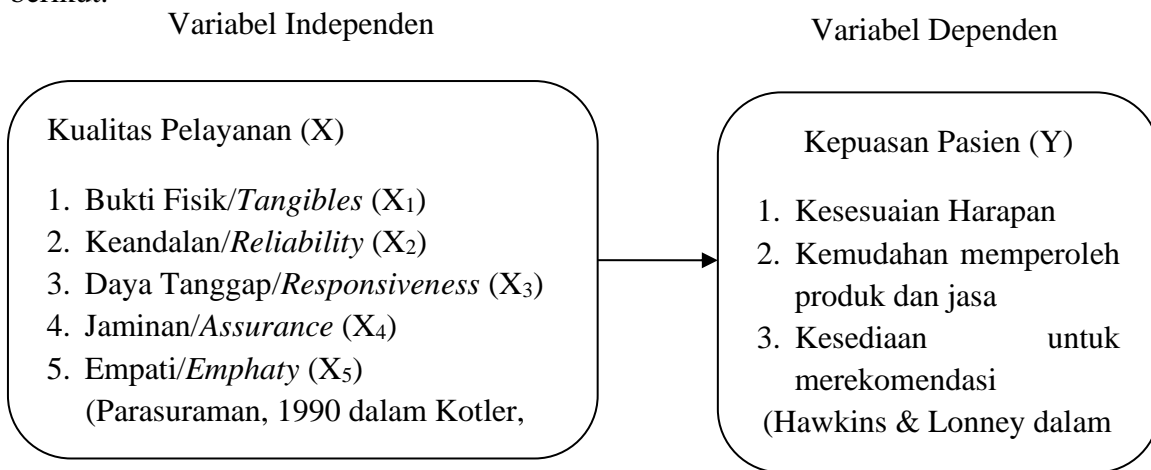 Variabel Independen
Variabel Dependen
Kualitas Pelayanan (X)
1. Bukti Fisik/Tangibles (X₁)
2. Keandalan/Reliability (X₂)
3. Daya Tanggap/Responsiveness (X₃)
4. Jaminan/Assurance (X₄)
5. Empati/Emphaty (X₅)
(Parasuraman, 1990 dalam Kotler,
Kepuasan Pasien (Y)
1. Kesesuaian Harapan
2. Kemudahan memperoleh
produk dan jasa
3. Kesediaan untuk
merekomendasi
(Hawkins & Lonney dalam